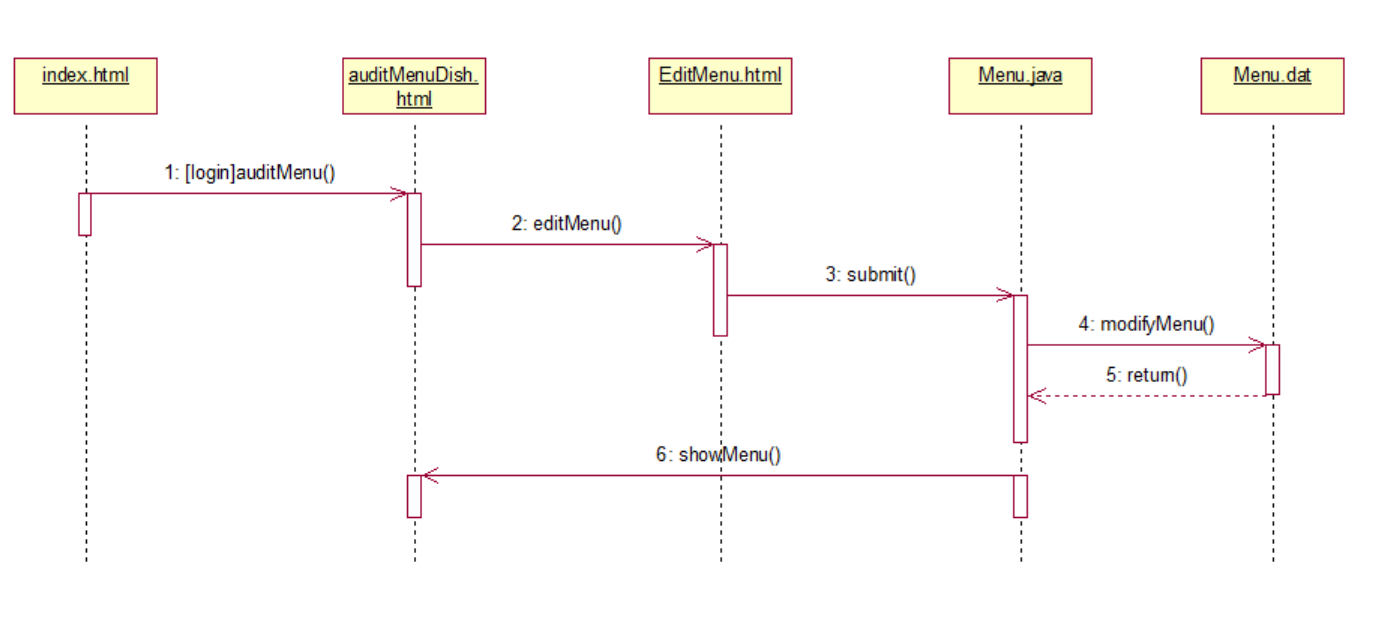 index.html
auditMenuDish.
html
EditMenu.html
Menu.java
Menu.dat
1: [login]auditMenu()
2: editMenu()
3: submit()
4: modifyMenu()
5: return()
6: showMenu()